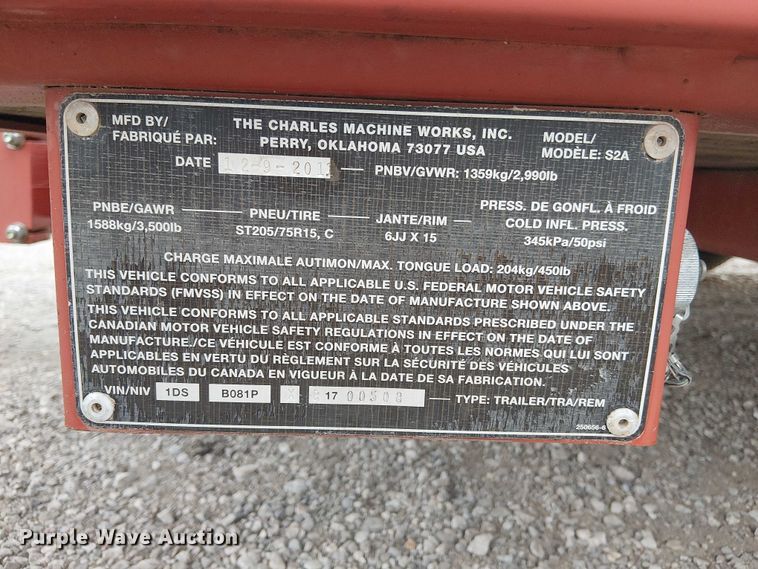 MFD BY/
FABRIQUÉ PAR:
THE CHARLES MACHINE WORKS, INC.
PERRY, OKLAHOMA 73077 USA
MODEL/
MODÈLE: S2A
DATE 12-9-201
PNBV/GVWR: 1359kg/2,990lb
PNBE/GAWR
1588kg/3,500lb
PNEU/TIRE
ST205/75R15, C
JANTE/RIM
6JJ X 15
PRESS. DE GONFL. À FROID
COLD INFL. PRESS.
345kPa/50psi
CHARGE MAXIMALE AUTIMON/MAX. TONGUE LOAD: 204kg/450lb
THIS VEHICLE CONFORMS TO ALL APPLICABLE U.S. FEDERAL MOTOR VEHICLE SAFETY
STANDARDS (FMVSS) IN EFFECT ON THE DATE OF MANUFACTURE SHOWN ABOVE.
THIS VEHICLE CONFORMS TO ALL APPLICABLE STANDARDS PRESCRIBED UNDER THE
CANADIAN MOTOR VEHICLE SAFETY REGULATIONS IN EFFECT ON THE DATE OF
MANUFACTURE./CE VÉHICULE EST CONFORME À TOUTES LES NORMES QUI LUI SONT
APPLICABLES EN VERTU DU RÈGLEMENT SUR LA SÉCURITÉ DES VÉHICULES
AUTOMOBILES DU CANADA EN VIGUEUR À LA DATE DE SA FABRICATION.
VIN/NIV 1DS B081P X 17 00508
TYPE: TRAILER/TRA/REM
250656-6
Purple Wave Auction